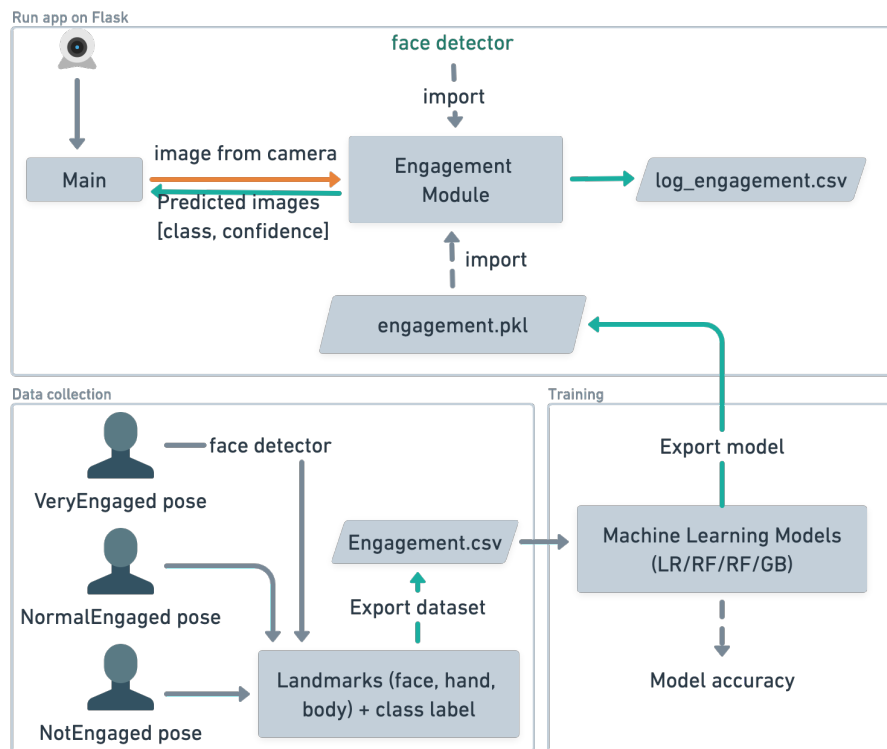 Run app on Flask
face detector
import
image from camera
Main
Engagement
Module
log_engagement.csv
Predicted images
[class, confidence]
import
engagement.pkl
Data collection
Training
face detector
Export model
VeryEngaged pose
Engagement.csv
Machine Learning Models
(LR/RF/RF/GB)
Export dataset
NormalEngaged pose
Landmarks (face, hand,
body) + class label
Model accuracy
NotEngaged pose